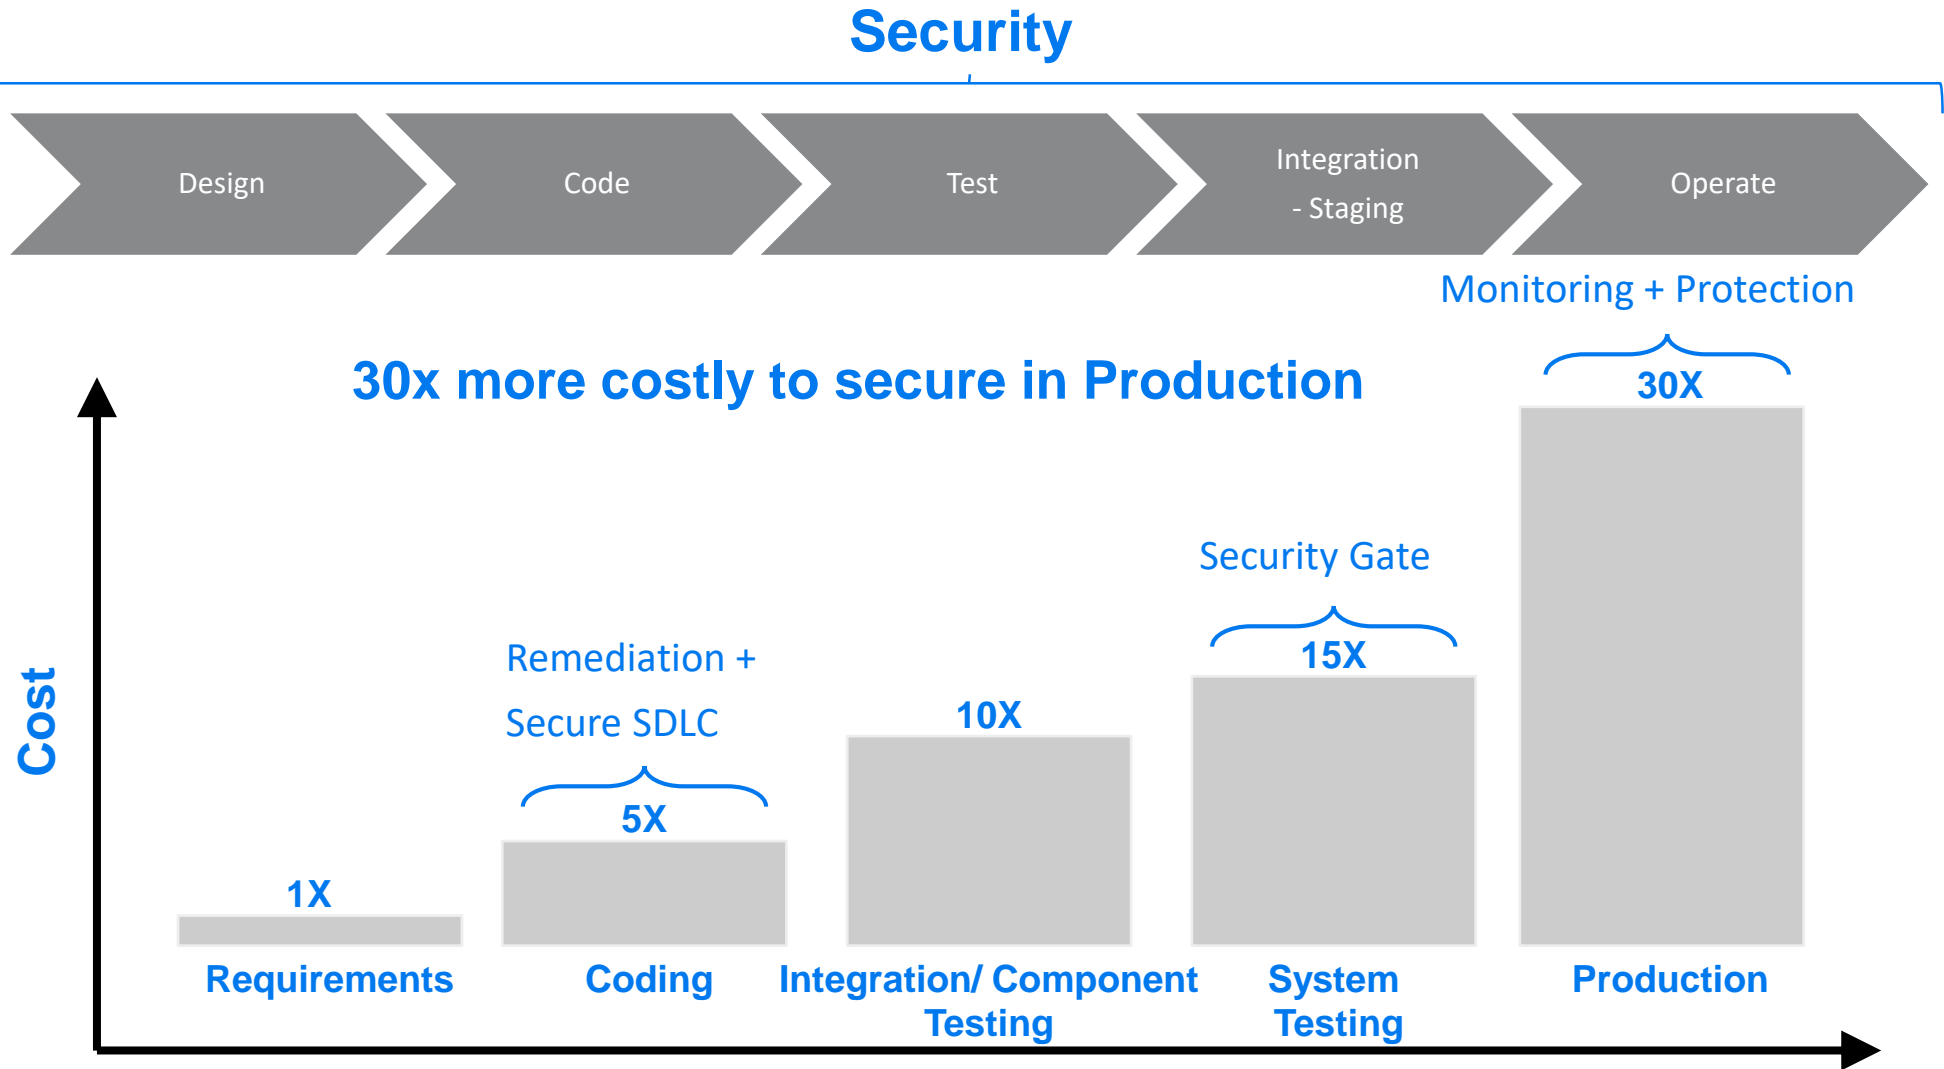 Security
Design
Code
Test
Integration
- Staging
Operate
Monitoring + Protection
30x more costly to secure in Production
30X
Security Gate
15X
Remediation +
Secure SDLC
10X
5X
1X
Cost
Requirements
Coding
Integration/ Component
Testing
System
Testing
Production